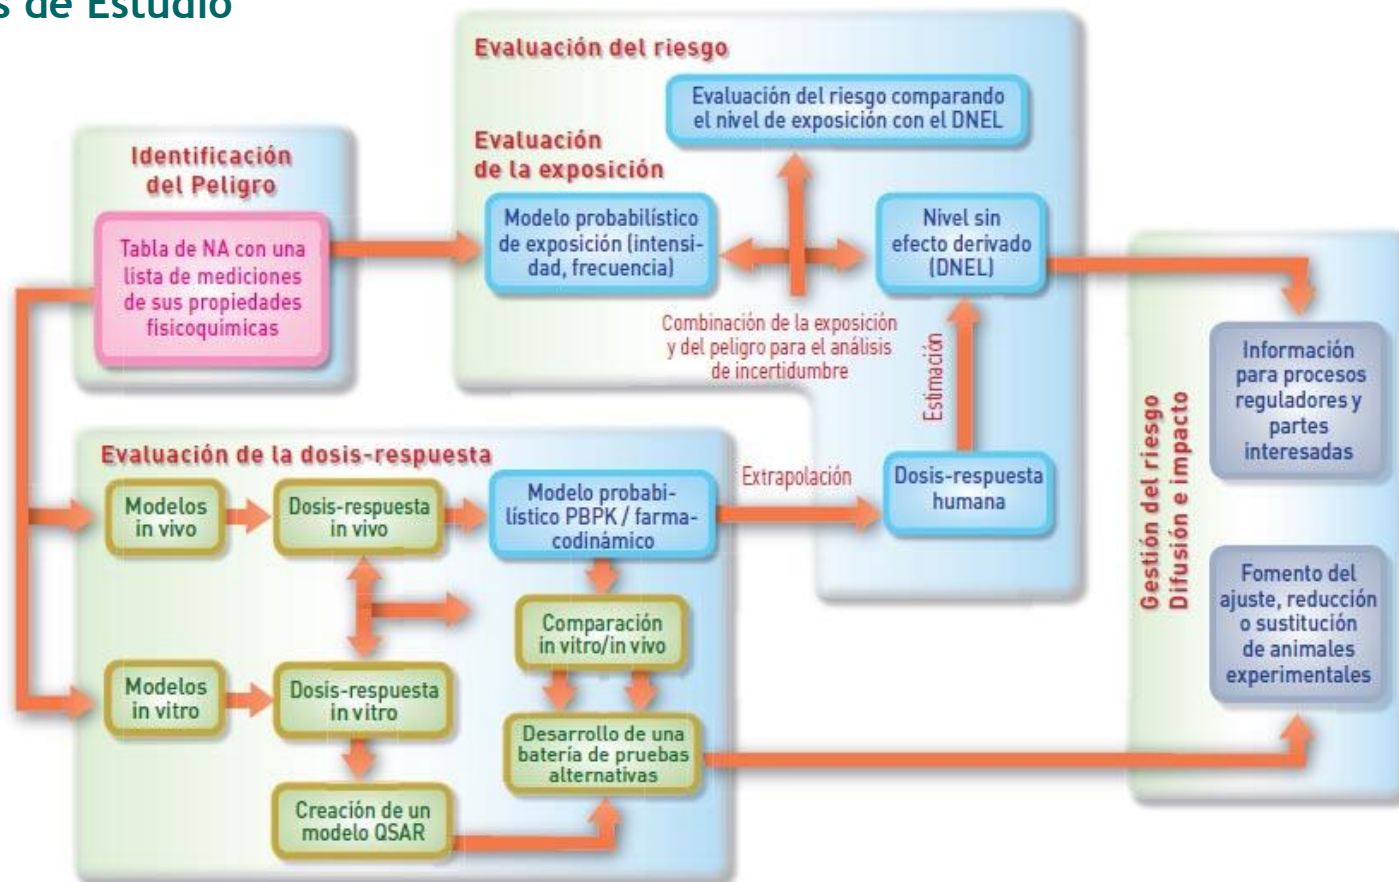 s de Estudio
Evaluación del riesgo
Evaluación del riesgo comparando
el nivel de exposición con el DNEL
Identificación
del Peligro
Tabla de NA con una
lista de mediciones
de sus propiedades
fisicoquímicas
Evaluación
de la exposición
Modelo probabilístico
de exposición (intensi-
dad, frecuencia)
Nivel sin
efecto derivado
(DNEL)
Combinación de la exposición
y del peligro para el análisis
de incertidumbre
Estimación
Evaluación de la dosis-respuesta
Modelos
in vivo
Dosis-respuesta
in vivo
Modelo probabi-
lístico PBPK / farma-
codinámico
Extrapolación
Dosis-respuesta
humana
Comparación
in vitro/in vivo
Modelos
in vitro
Dosis-respuesta
in vitro
Desarrollo de una
batería de pruebas
alternativas
Creación de un
modelo QSAR
Gestión del riesgo
Difusión e impacto
Información
para procesos
reguladores y
partes
interesadas
Fomento del
ajuste, reducción
o sustitución
de animales
experimentales